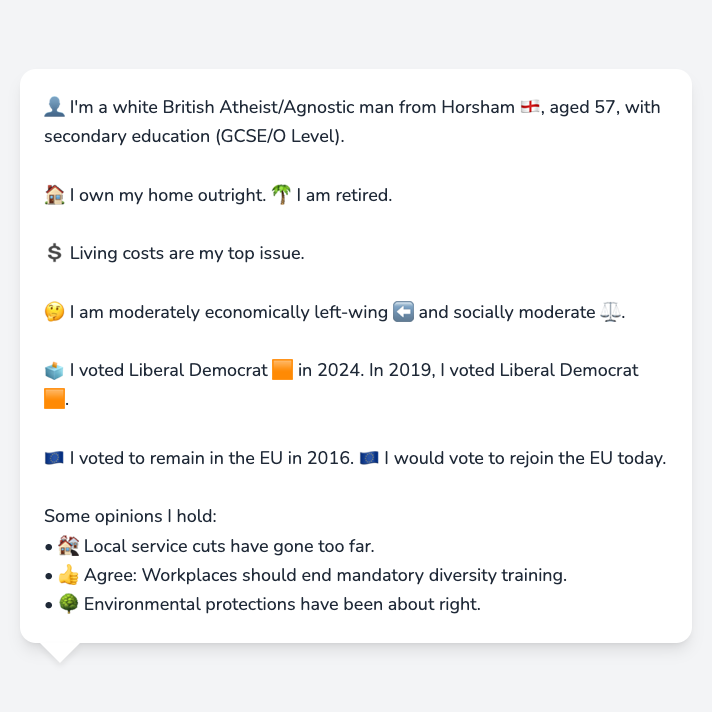 👤 I'm a white British Atheist/Agnostic man from Horsham 🏴󠁧󠁢󠁥󠁮󠁧󠁿, aged 57, with
secondary education (GCSE/O Level).
🏠 I own my home outright. 🌴 I am retired.
💲 Living costs are my top issue.
🤔 I am moderately economically left-wing ⬅️ and socially moderate ⚖️.
🗳️ I voted Liberal Democrat 🟧 in 2024. In 2019, I voted Liberal Democrat
🟧.
🇪🇺 I voted to remain in the EU in 2016. 🇪🇺 I would vote to rejoin the EU today.
Some opinions I hold:
• 🏚️ Local service cuts have gone too far.
• 👍 Agree: Workplaces should end mandatory diversity training.
• 🌳 Environmental protections have been about right.